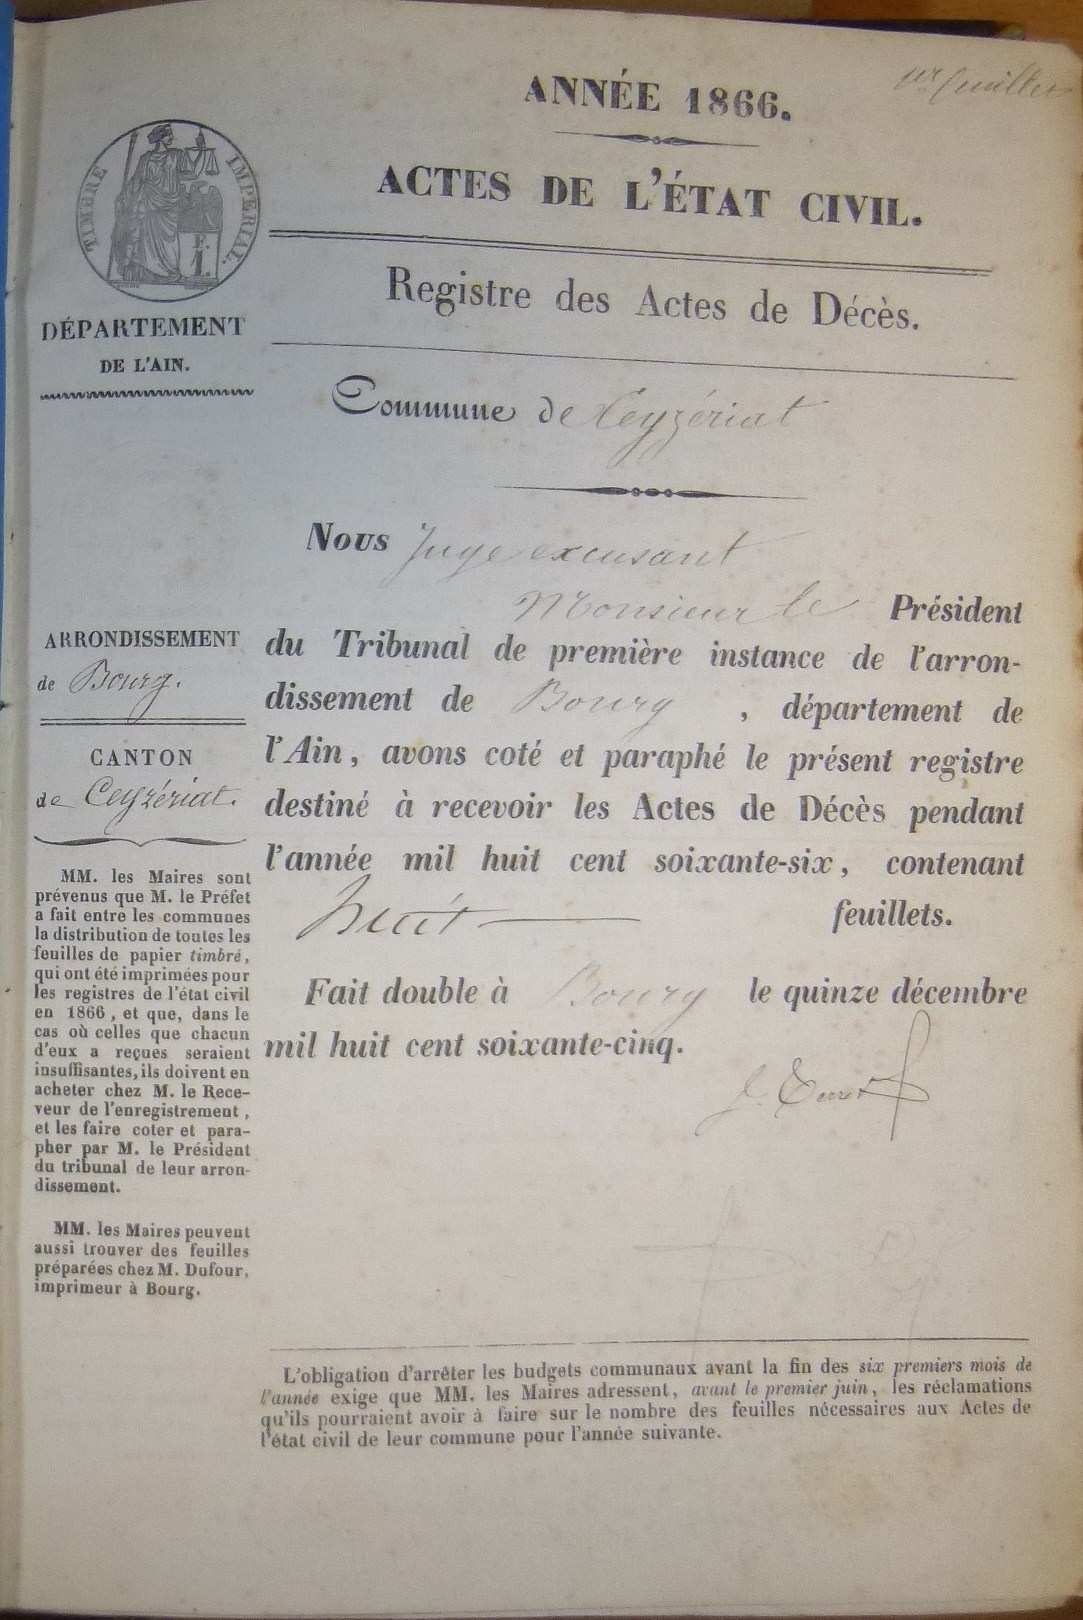 1er feuillet
ANNÉE 1866.
ACTES DE L'ÉTAT CIVIL.
TIMBRE IMPÉRIAL.
Registre des Actes de Décès.
DÉPARTEMENT
DE L'AIN.
Commune de Ceyzériat
Nous Juge excusant
Monsieur le Président
du Tribunal de première instance de l'arron-
dissement de Bourg, département de
l'Ain, avons coté et paraphé le présent registre
destiné à recevoir les Actes de Décès pendant
l'année mil huit cent soixante-six, contenant
huit feuillets.
Fait double à Bourg le quinze décembre
mil huit cent soixante-cinq.
ARRONDISSEMENT
de Bourg.
CANTON
de Ceyzériat.
MM. les Maires sont
prévenus que M. le Préfet
a fait entre les communes
la distribution de toutes les
feuilles de papier timbré,
qui ont été imprimées pour
les registres de l'état civil
en 1866, et que, dans le
cas où celles que chacun
d'eux a reçues seraient
insuffisantes, ils doivent en
acheter chez M. le Rece-
veur de l'enregistrement,
et les faire coter et para-
pher par M. le Président
du tribunal de leur arron-
dissement.
MM. les Maires peuvent
aussi trouver des feuilles
préparées chez M. Dufour,
imprimeur à Bourg.
L'obligation d'arrêter les budgets communaux avant la fin des six premiers mois de
l'année exige que MM. les Maires adressent, avant le premier juin, les réclamations
qu'ils pourraient avoir à faire sur le nombre des feuilles nécessaires aux Actes de
l'état civil de leur commune pour l'année suivante.